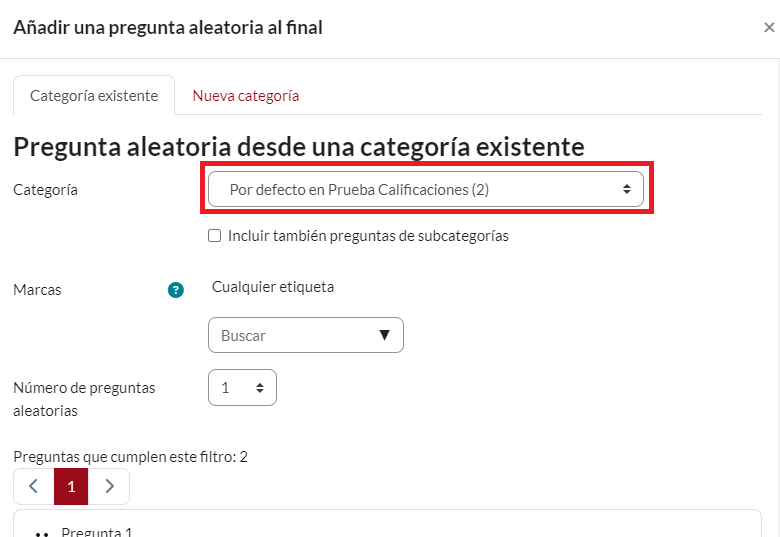 Añadir una pregunta aleatoria al final
×
Categoría existente
Nueva categoría
Pregunta aleatoria desde una categoría existente
Categoría
Por defecto en Prueba Calificaciones (2)
Incluir también preguntas de subcategorías
Marcas
?
Cualquier etiqueta
Buscar
Número de preguntas
aleatorias
1
Preguntas que cumplen este filtro: 2
1
Pregunta 1